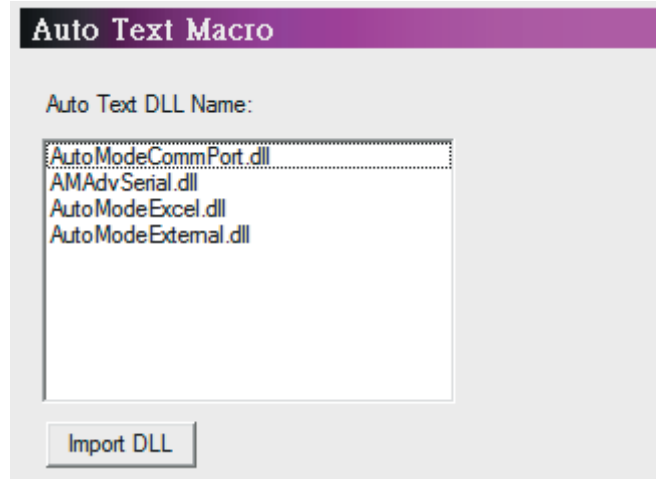 Auto Text Macro
Auto Text DLL Name:
AutoModeCommPort.dll
AMAdvSerial.dll
AutoModeExcel.dll
AutoModeExternal.dll
Import DLL